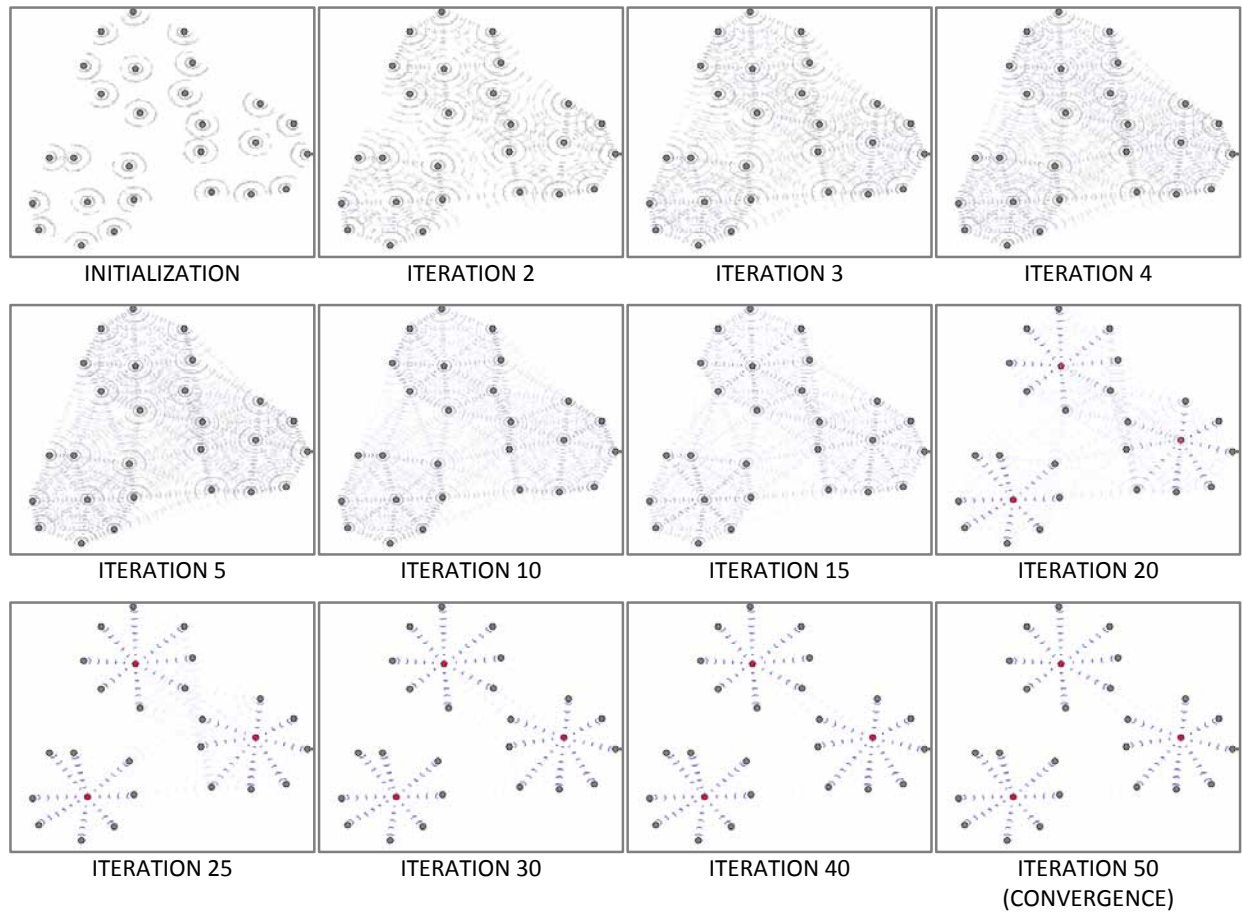 INITIALIZATION
ITERATION 2
ITERATION 3
ITERATION 4
ITERATION 5
ITERATION 10
ITERATION 15
ITERATION 20
ITERATION 25
ITERATION 30
ITERATION 40
ITERATION 50
(CONVERGENCE)